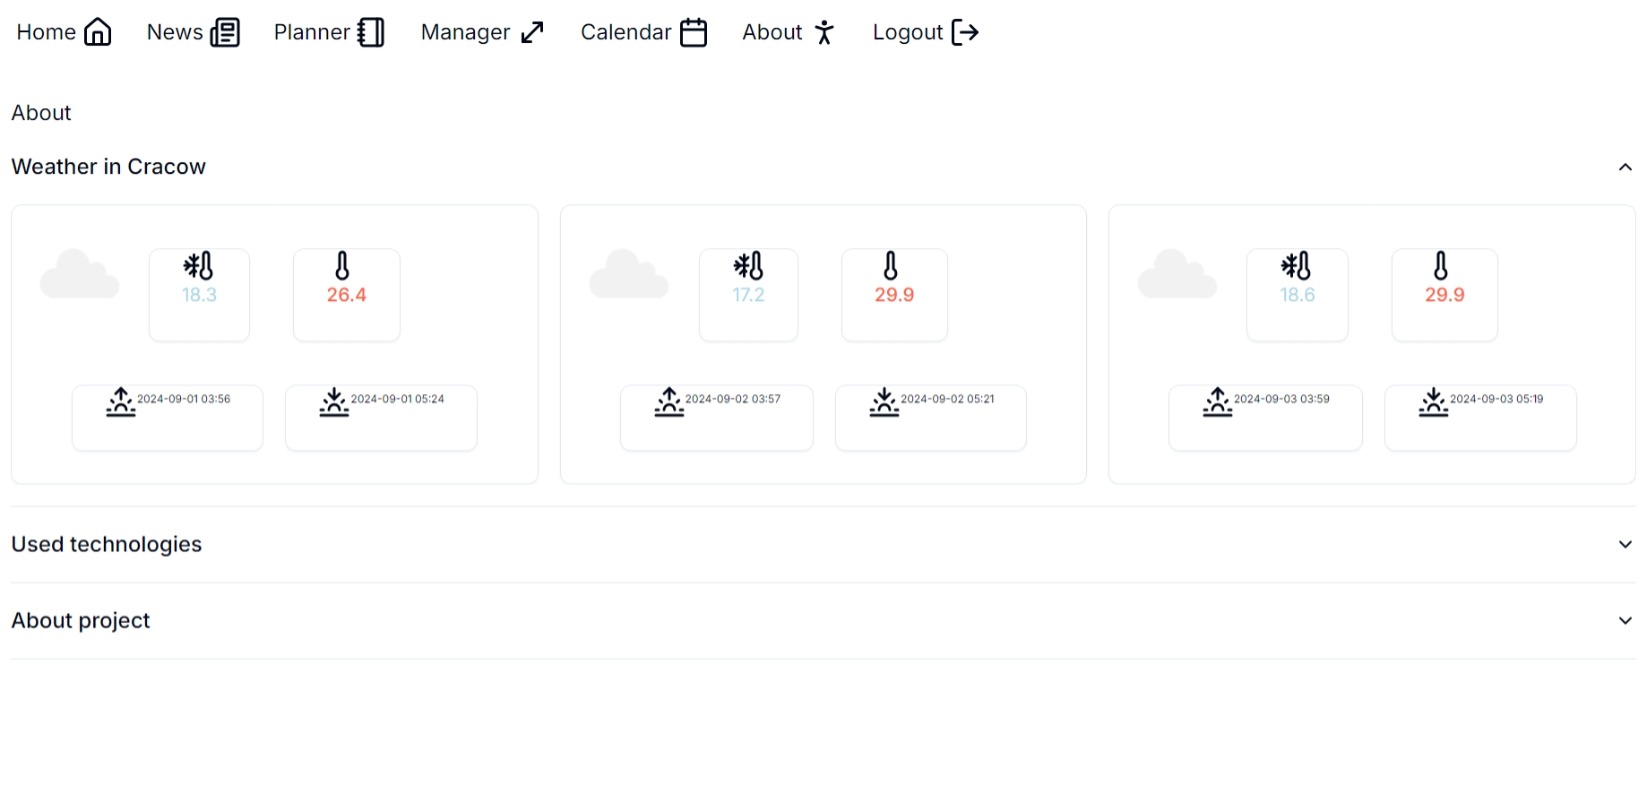 Home News Planner Manager Calendar About Logout
About
Weather in Cracow
18.3 26.4 17.2 29.9 18.6 29.9
2024-09-01 03:56 2024-09-01 05:24 2024-09-02 03:57 2024-09-02 05:21 2024-09-03 03:59 2024-09-03 05:19
Used technologies
About project